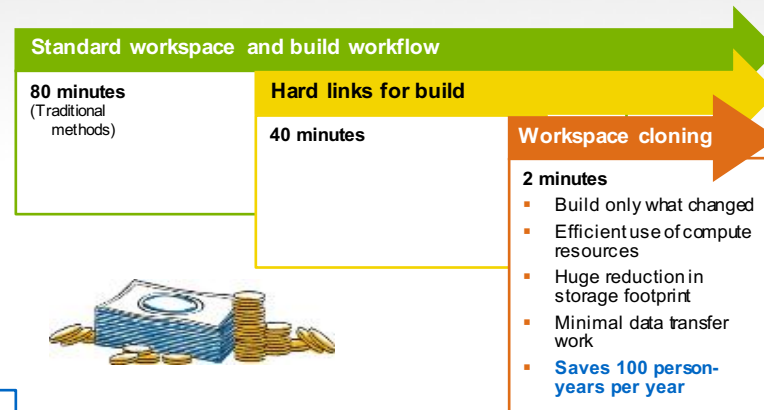 Standard workspace and build workflow
80 minutes
(Traditional
methods)
Hard links for build
40 minutes
Workspace cloning
2 minutes
▪ Build only what changed
▪ Efficient use of compute
resources
▪ Huge reduction in
storage footprint
▪ Minimal data transfer
work
▪ Saves 100 person-
years per year